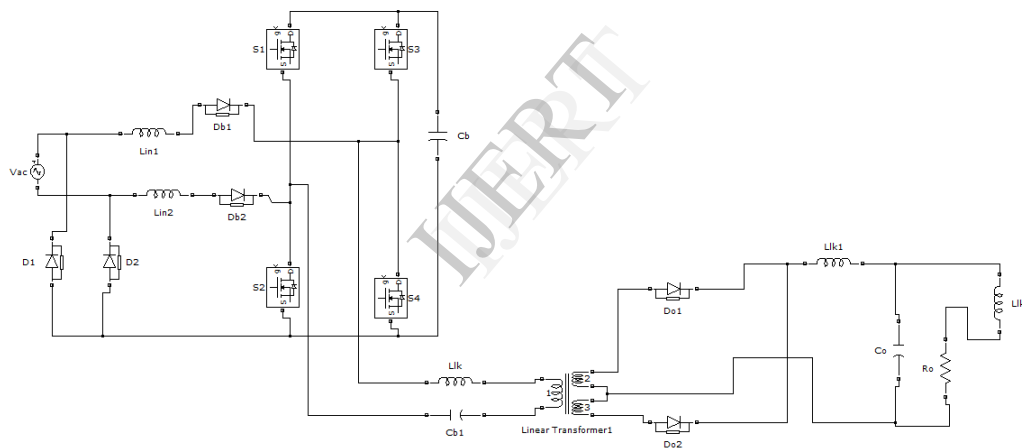 S1
S3
Db1
Cb
Lin1
Vac
Lin2
Db2
D1
D2
S2
S4
IJERT
IJERT
Llk1
Llk
Do1
Co
Ro
Llk
Cb1
1
2
3
Linear Transformer1
Do2